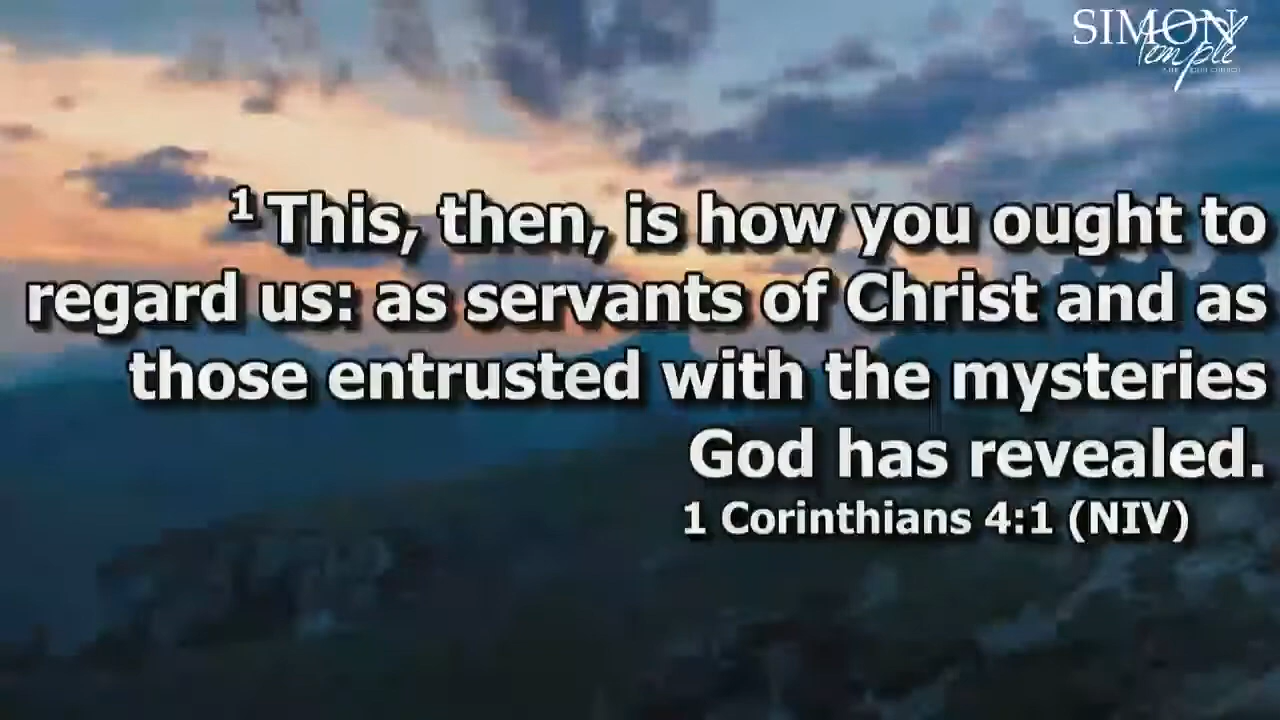 SIMON
Temple
¹ This, then, is how you ought to
regard us: as servants of Christ and as
those entrusted with the mysteries
God has revealed.
1 Corinthians 4:1 (NIV)